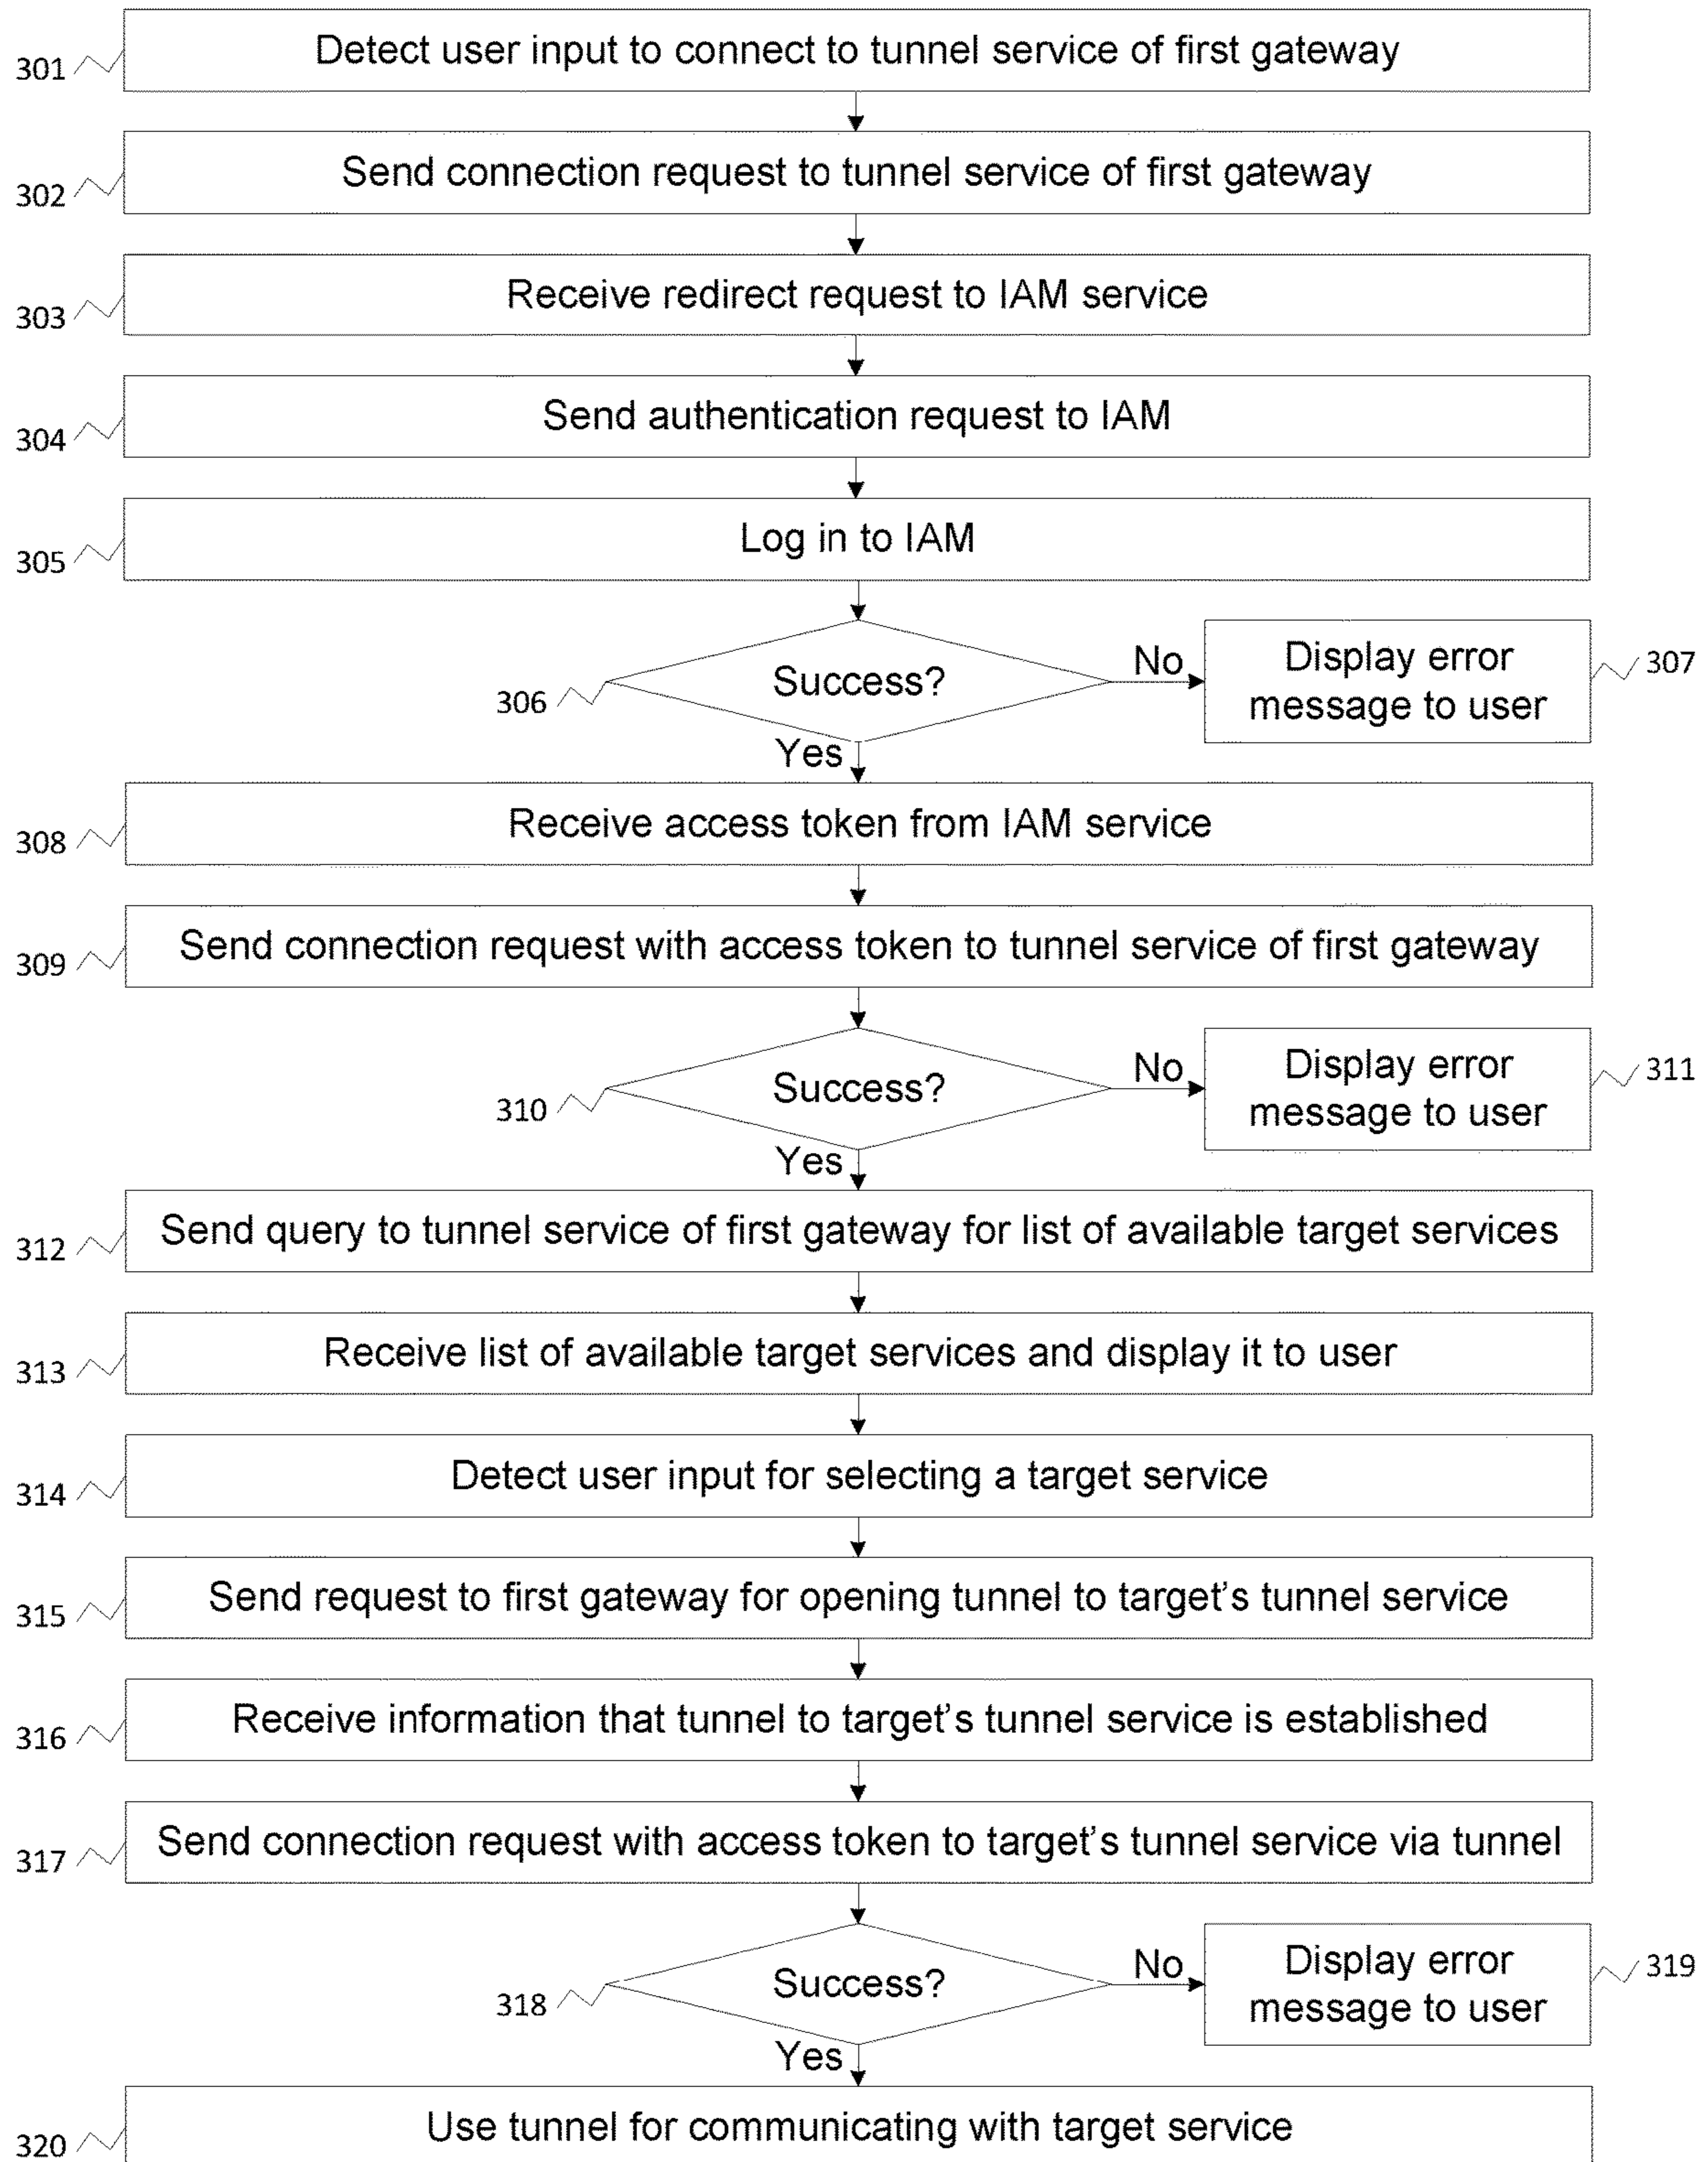 301
Detect user input to connect to tunnel service of first gateway
302
Send connection request to tunnel service of first gateway
303
Receive redirect request to IAM service
304
Send authentication request to IAM
305
Log in to IAM
306
Success?
No
Display error
message to user
307
Yes
308
Receive access token from IAM service
309
Send connection request with access token to tunnel service of first gateway
310
Success?
No
Display error
message to user
311
Yes
312
Send query to tunnel service of first gateway for list of available target services
313
Receive list of available target services and display it to user
314
Detect user input for selecting a target service
315
Send request to first gateway for opening tunnel to target's tunnel service
316
Receive information that tunnel to target's tunnel service is established
317
Send connection request with access token to target's tunnel service via tunnel
318
Success?
No
Display error
message to user
319
Yes
320
Use tunnel for communicating with target service